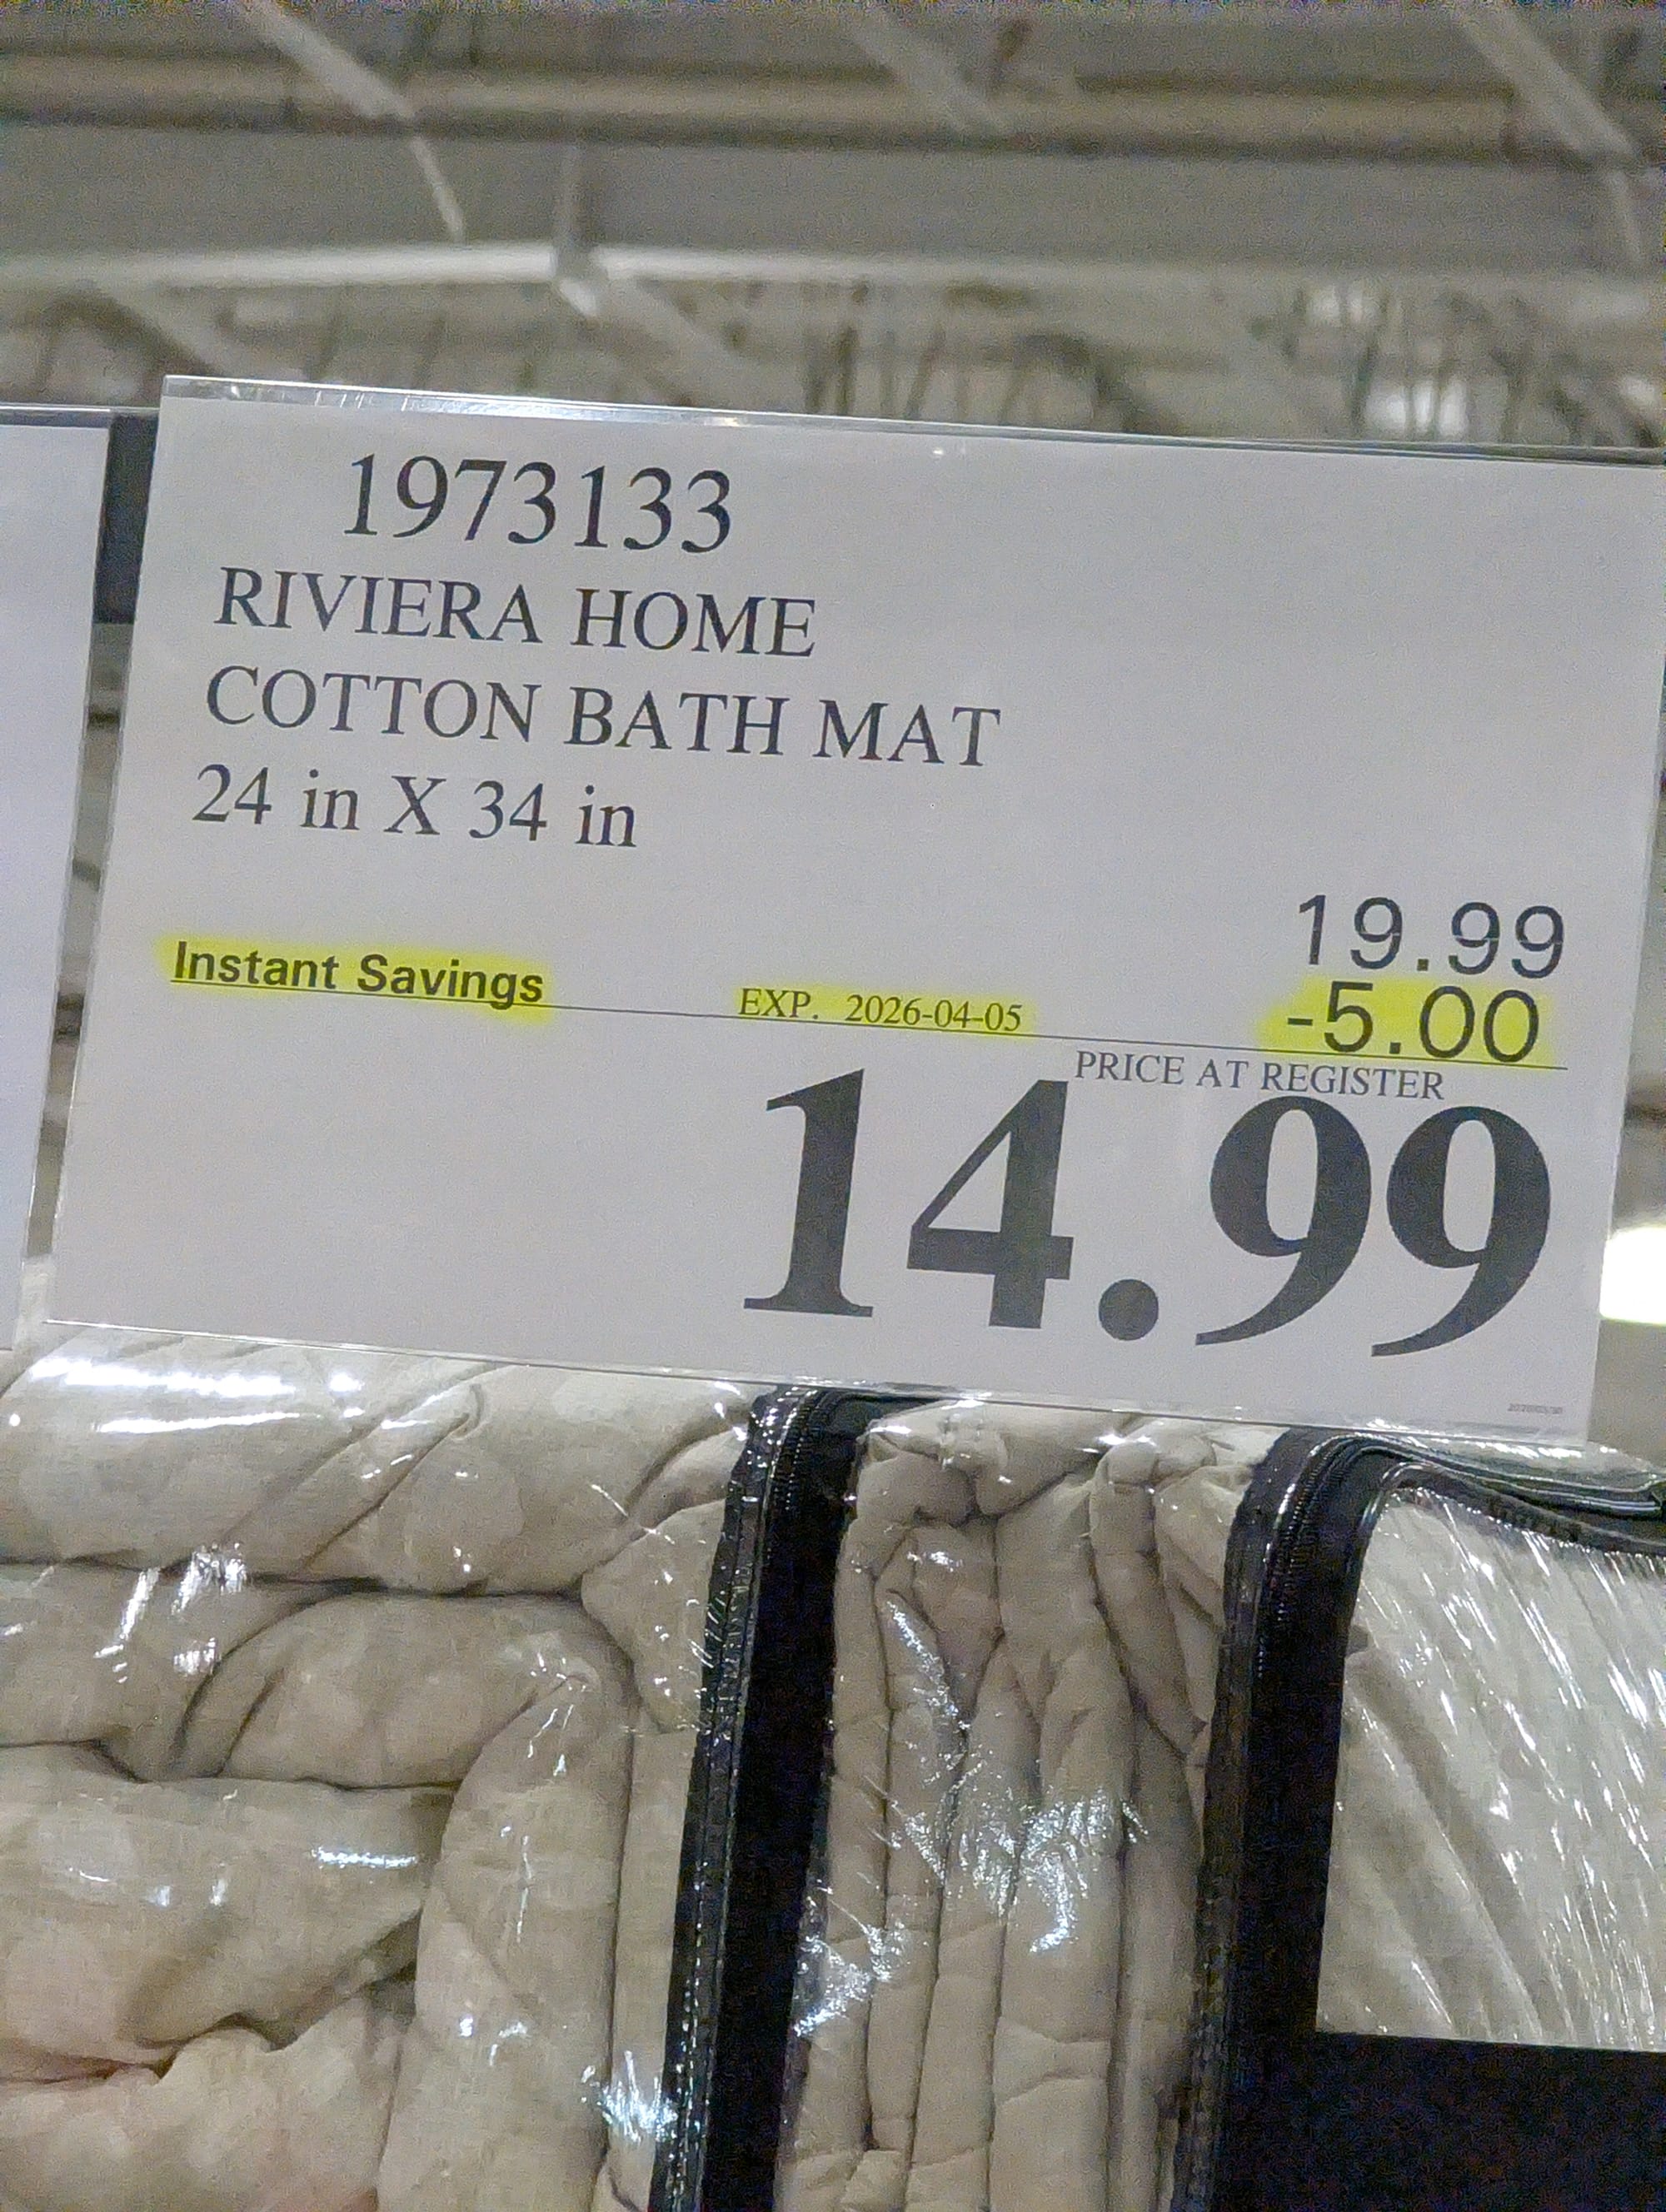 1973133
RIVIERA HOME
COTTON BATH MAT
24 in X 34 in
19.99
Instant Savings EXP. 2026-04-05 -5.00
PRICE AT REGISTER
14.99